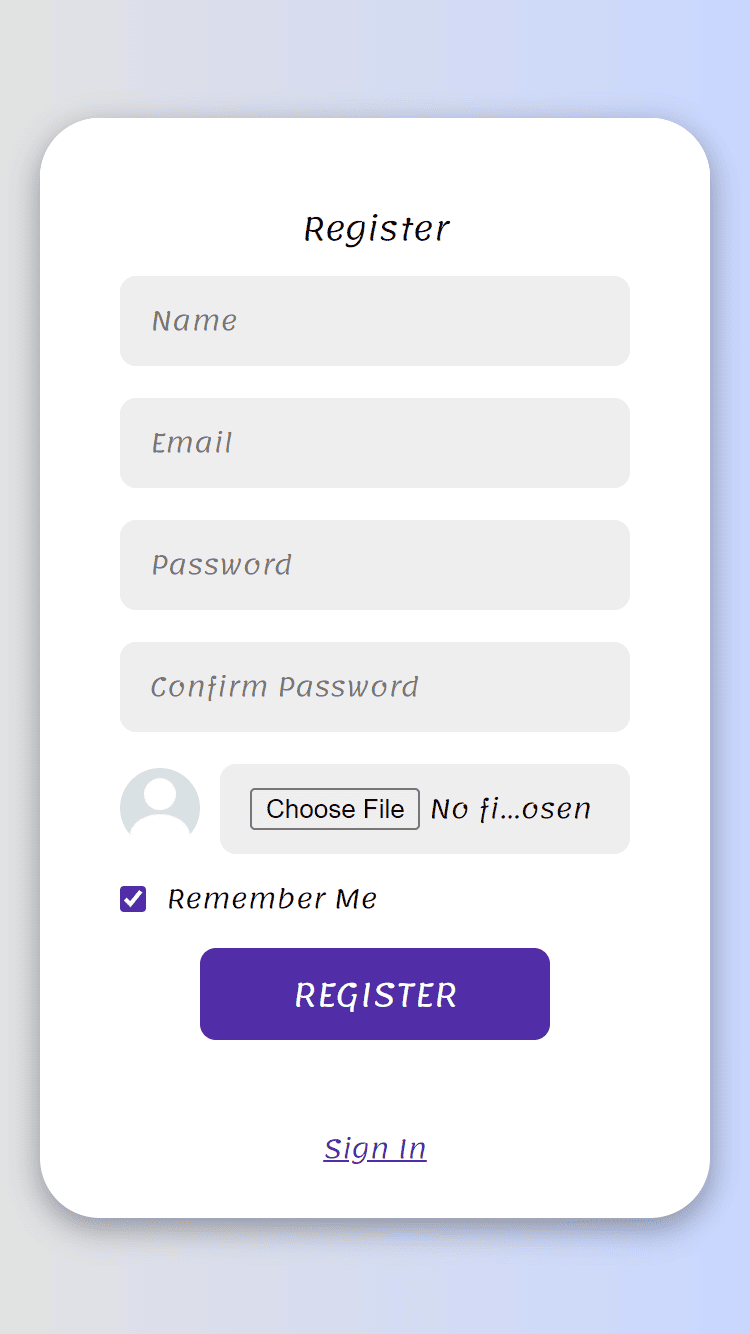 Register
Name
Email
Password
Confirm Password
Choose File No fi...osen
Remember Me
REGISTER
Sign In